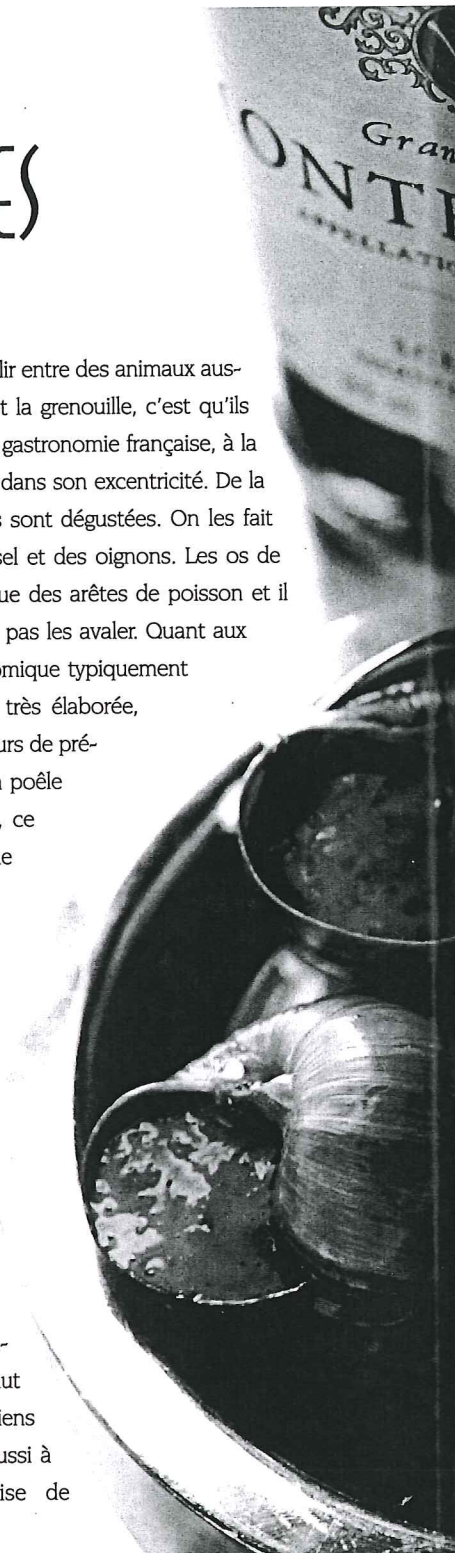 ES
Gran
ONT
APPELLATIO
lir entre des animaux aus-
t la grenouille, c'est qu'ils
gastronomie française, à la
dans son excentricité. De la
s sont dégustées. On les fait
sel et des oignons. Les os de
ue des arêtes de poisson et il
pas les avaler. Quant aux
omique typiquement
très élaborée,
urs de pré-
poêle
, ce
e
-
ut
iens
ussi à
ise de